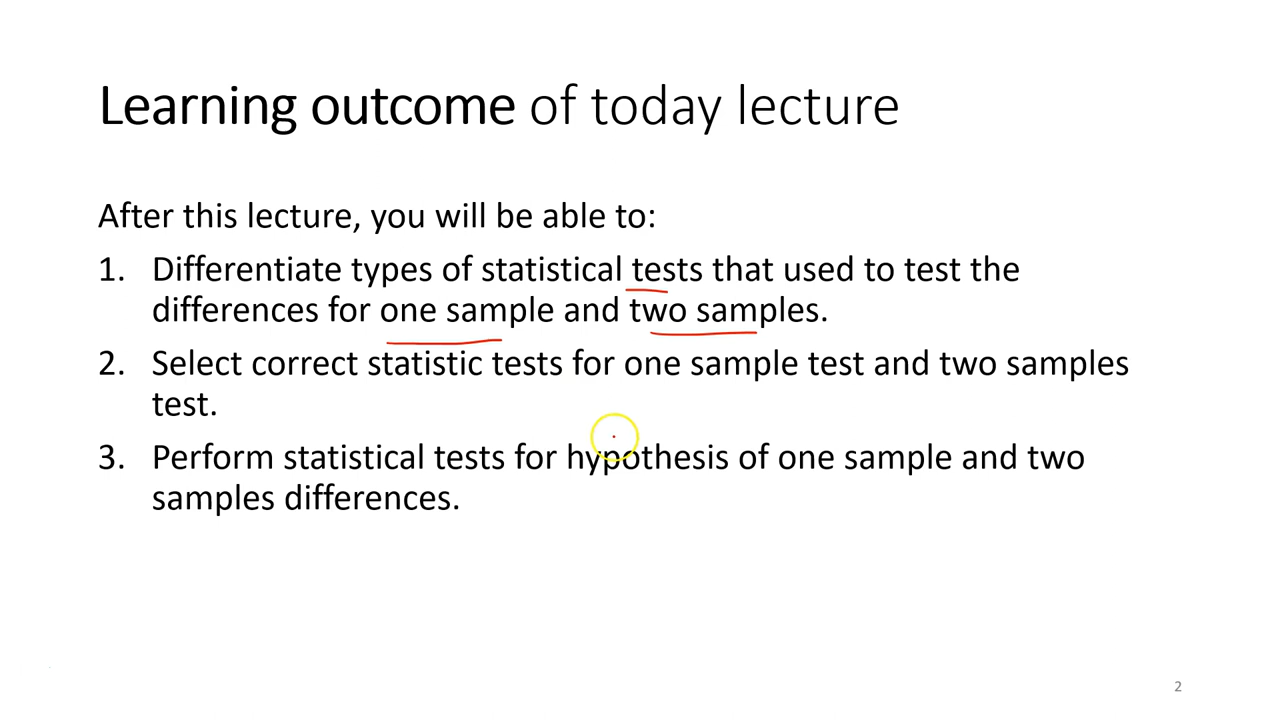 Learning outcome of today lecture
After this lecture, you will be able to:
1. Differentiate types of statistical tests that used to test the
differences for one sample and two samples.
2. Select correct statistic tests for one sample test and two samples
test.
3. Perform statistical tests for hypothesis of one sample and two
samples differences.
2